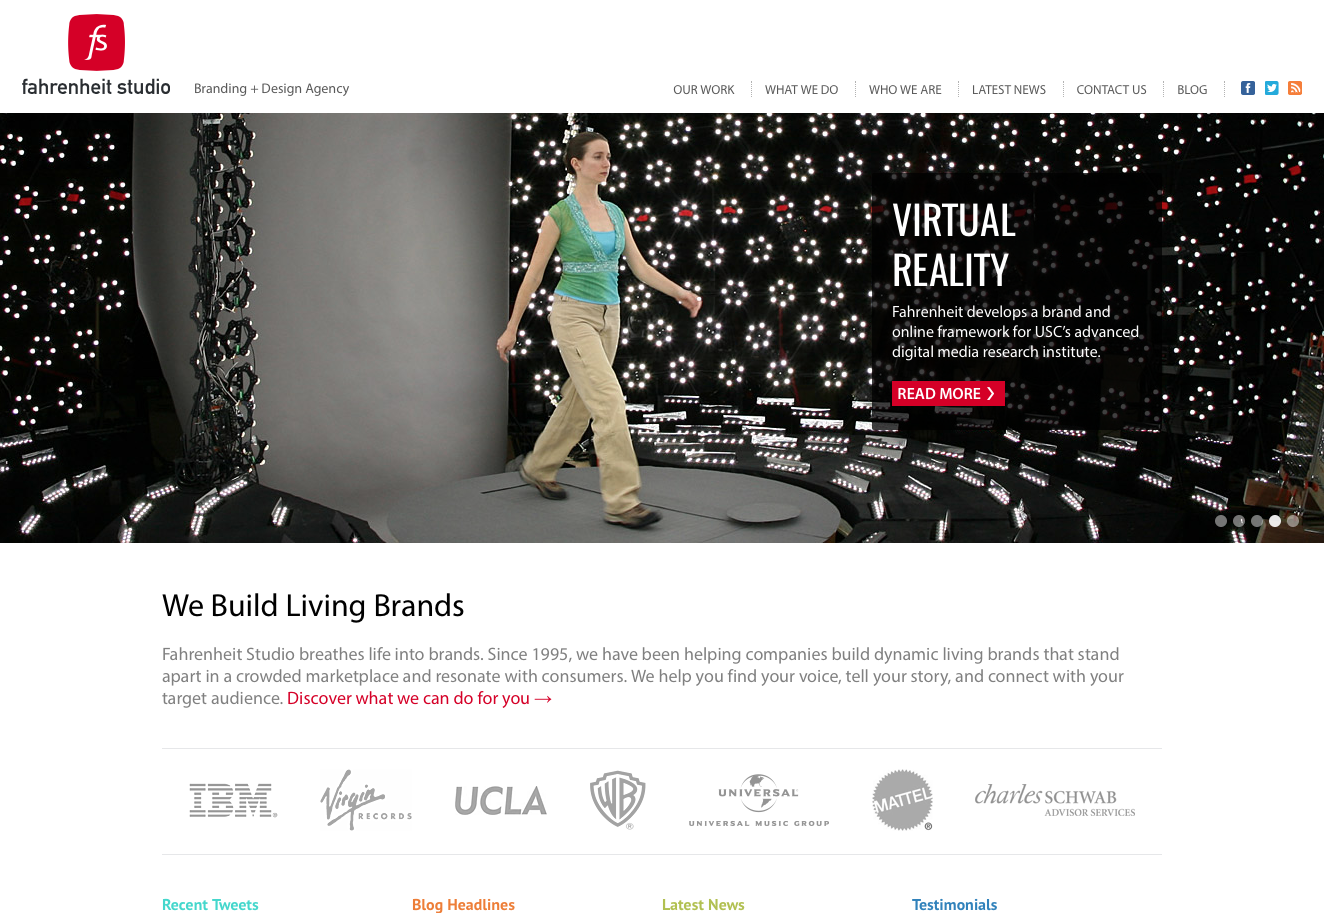 fs
fahrenheit studio
Branding + Design Agency
OUR WORK
WHAT WE DO
WHO WE ARE
LATEST NEWS
CONTACT US
BLOG
VIRTUAL
REALITY
Fahrenheit develops a brand and
online framework for USC's advanced
digital media research institute.
READ MORE
We Build Living Brands
Fahrenheit Studio breathes life into brands. Since 1995, we have been helping companies build dynamic living brands that stand
apart in a crowded marketplace and resonate with consumers. We help you find your voice, tell your story, and connect with your
target audience. Discover what we can do for you →
IBM®
Virgin
RECORDS
UCLA
WB®
UNIVERSAL
UNIVERSAL MUSIC GROUP
MATTEL®
charles SCHWAB
ADVISOR SERVICES
Recent Tweets
Blog Headlines
Latest News
Testimonials